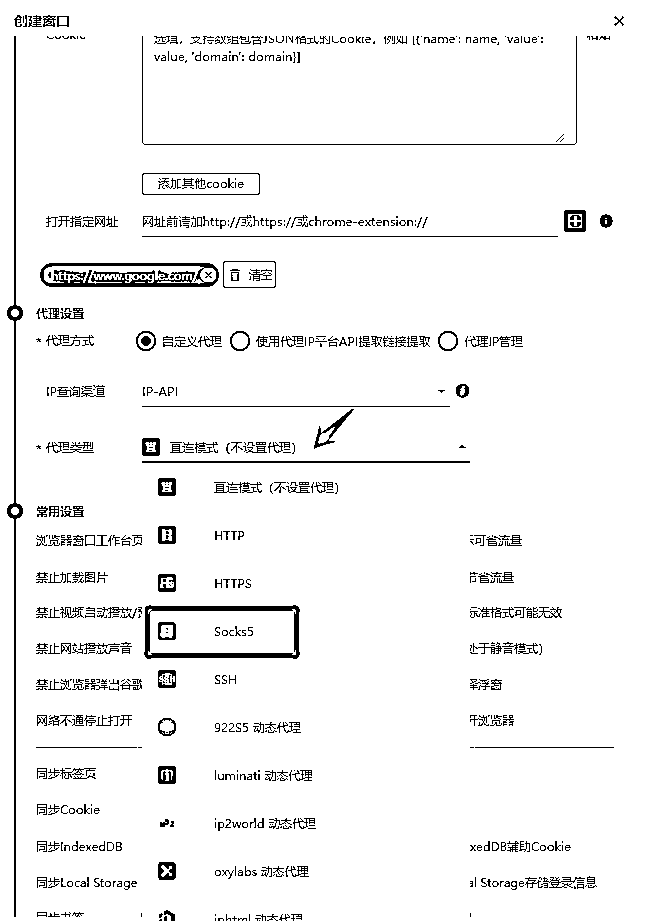 创建窗口
Cookie
选填，支持数组包含JSON格式的Cookie，例如 [{'name': name, 'value':
value, 'domain': domain}]
添加其他cookie
打开指定网址
网址前请加http://或https://或chrome-extension://
https://www.google.com/
清空
代理设置
* 代理方式
自定义代理
使用代理IP平台API提取链接提取
代理IP管理
IP查询渠道
IP-API
* 代理类型
直连模式（不设置代理）
直连模式（不设置代理）
常用设置
HTTP
浏览器窗口工作台页
可省流量
禁止加载图片
HTTPS
节省流量
禁止视频自动播放/
标准格式可能无效
Socks5
禁止网站播放声音
处于静音模式)
SSH
禁止浏览器弹出谷歌
浮窗
网络不通停止打开
922S5 动态代理
开浏览器
同步标签页
luminati 动态代理
同步Cookie
ip2world 动态代理
同步IndexedDB
xedDB辅助Cookie
oxylabs 动态代理
同步Local Storage
al Storage存储登录信息
同步书签
iphtml 动态代理